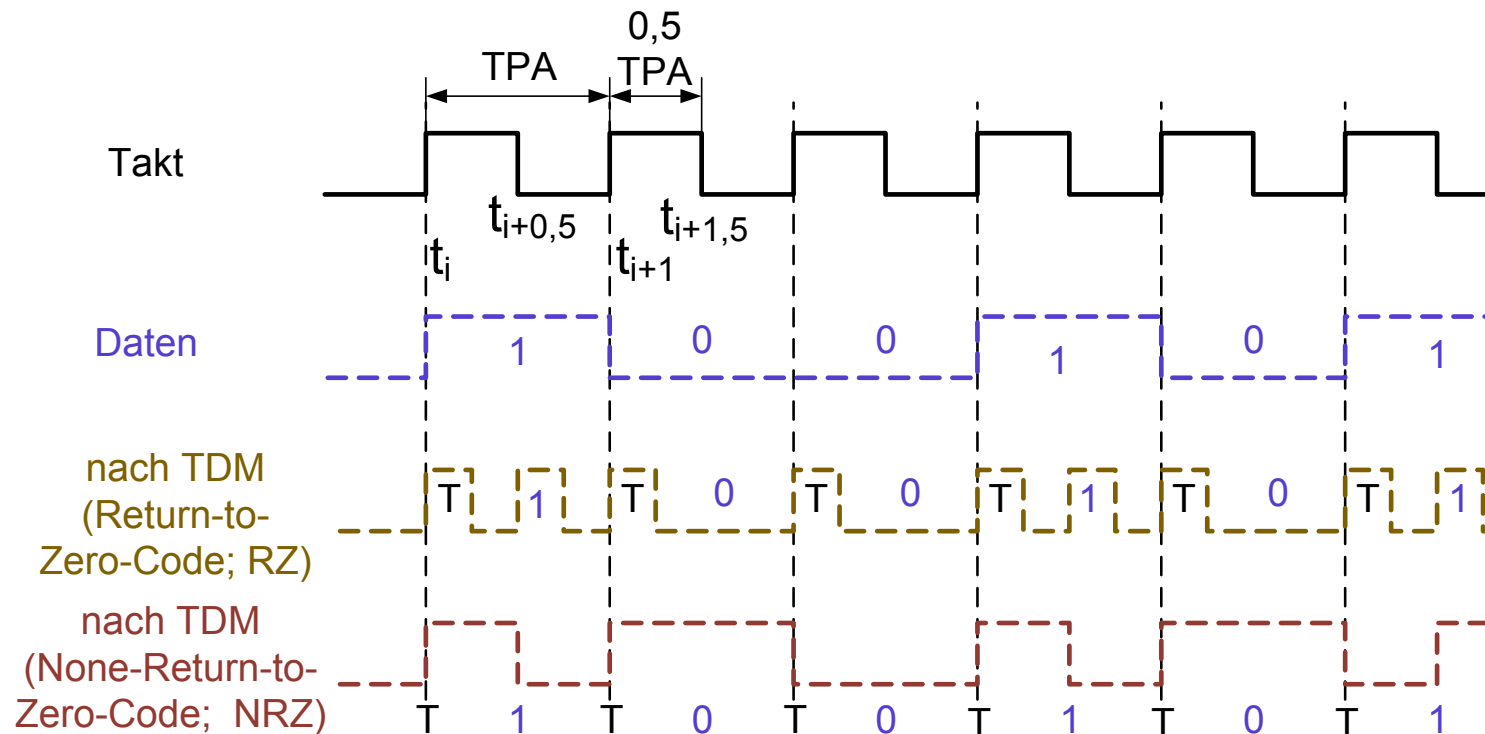 0,5
TPA TPA
Takt
ti+0,5 ti+1,5
ti ti+1
Daten 1 0 0 1 0 1
nach TDM
(Return-to-
Zero-Code; RZ)
T 1 T 0 T 0 T 1 T 0 T 1
nach TDM
(None-Return-to-
Zero-Code; NRZ)
T 1 T 0 T 0 T 1 T 0 T 1